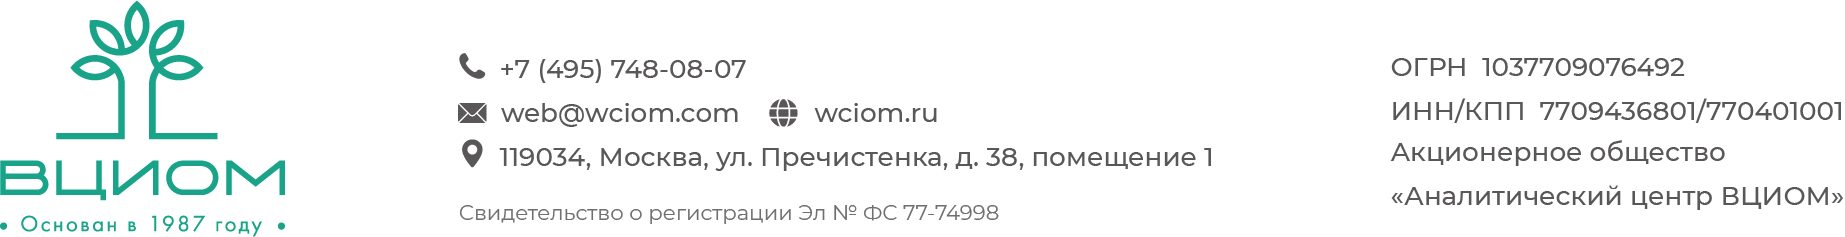 ВЦИОМ
• Основан в 1987 году •
+7 (495) 748-08-07
web@wciom.com wciom.ru
119034, Москва, ул. Пречистенка, д. 38, помещение 1
Свидетельство о регистрации Эл № ФС 77-74998
ОГРН 1037709076492
ИНН/КПП 7709436801/770401001
Акционерное общество
«Аналитический центр ВЦИОМ»